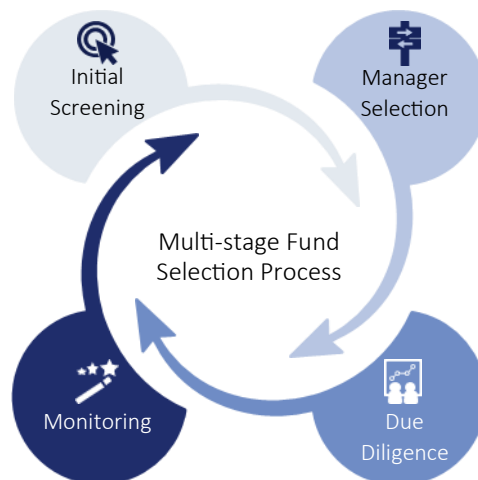 Initial
Screening
Manager
Selection
Multi-stage Fund
Selection Process
Monitoring
Due
Diligence